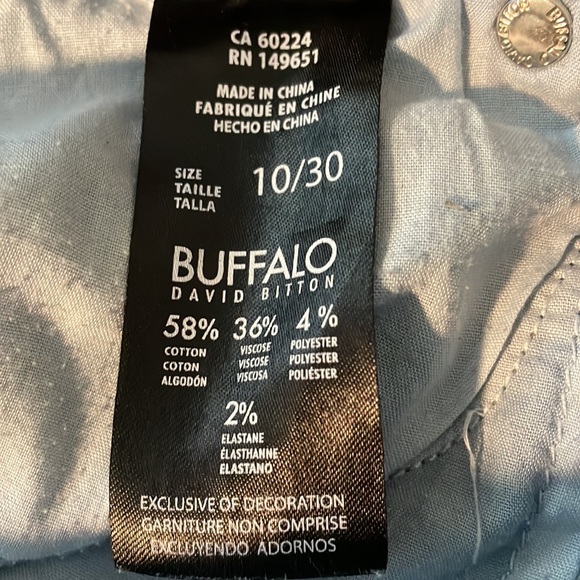 CA 60224
RN 149651
MADE IN CHINA
FABRIQUÉ EN CHINE
HECHO EN CHINA
SIZE
TAILLE
TALLA
10/30
BUFFALO
DAVID BITTON
58% 36% 4%
COTTON VISCOSE POLYESTER
COTON VISCOSE POLYESTER
ALGODÓN VISCOSA POLIÉSTER
2%
ELASTANE
ÉLASTHANNE
ELASTANO
EXCLUSIVE OF DECORATION
GARNITURE NON COMPRISE
EXCLUYENDO ADORNOS
BUFFALO